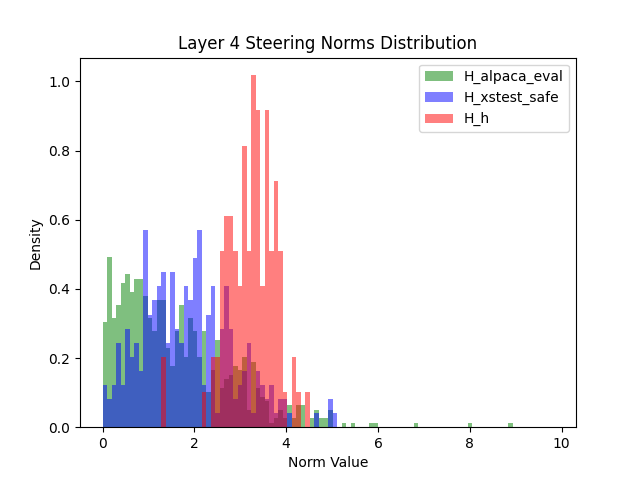 Layer 4 Steering Norms Distribution
H_alpaca_eval
H_xstest_safe
H_h
Density
1.0
0.8
0.6
0.4
0.2
0.0
0 2 4 6 8 10
Norm Value